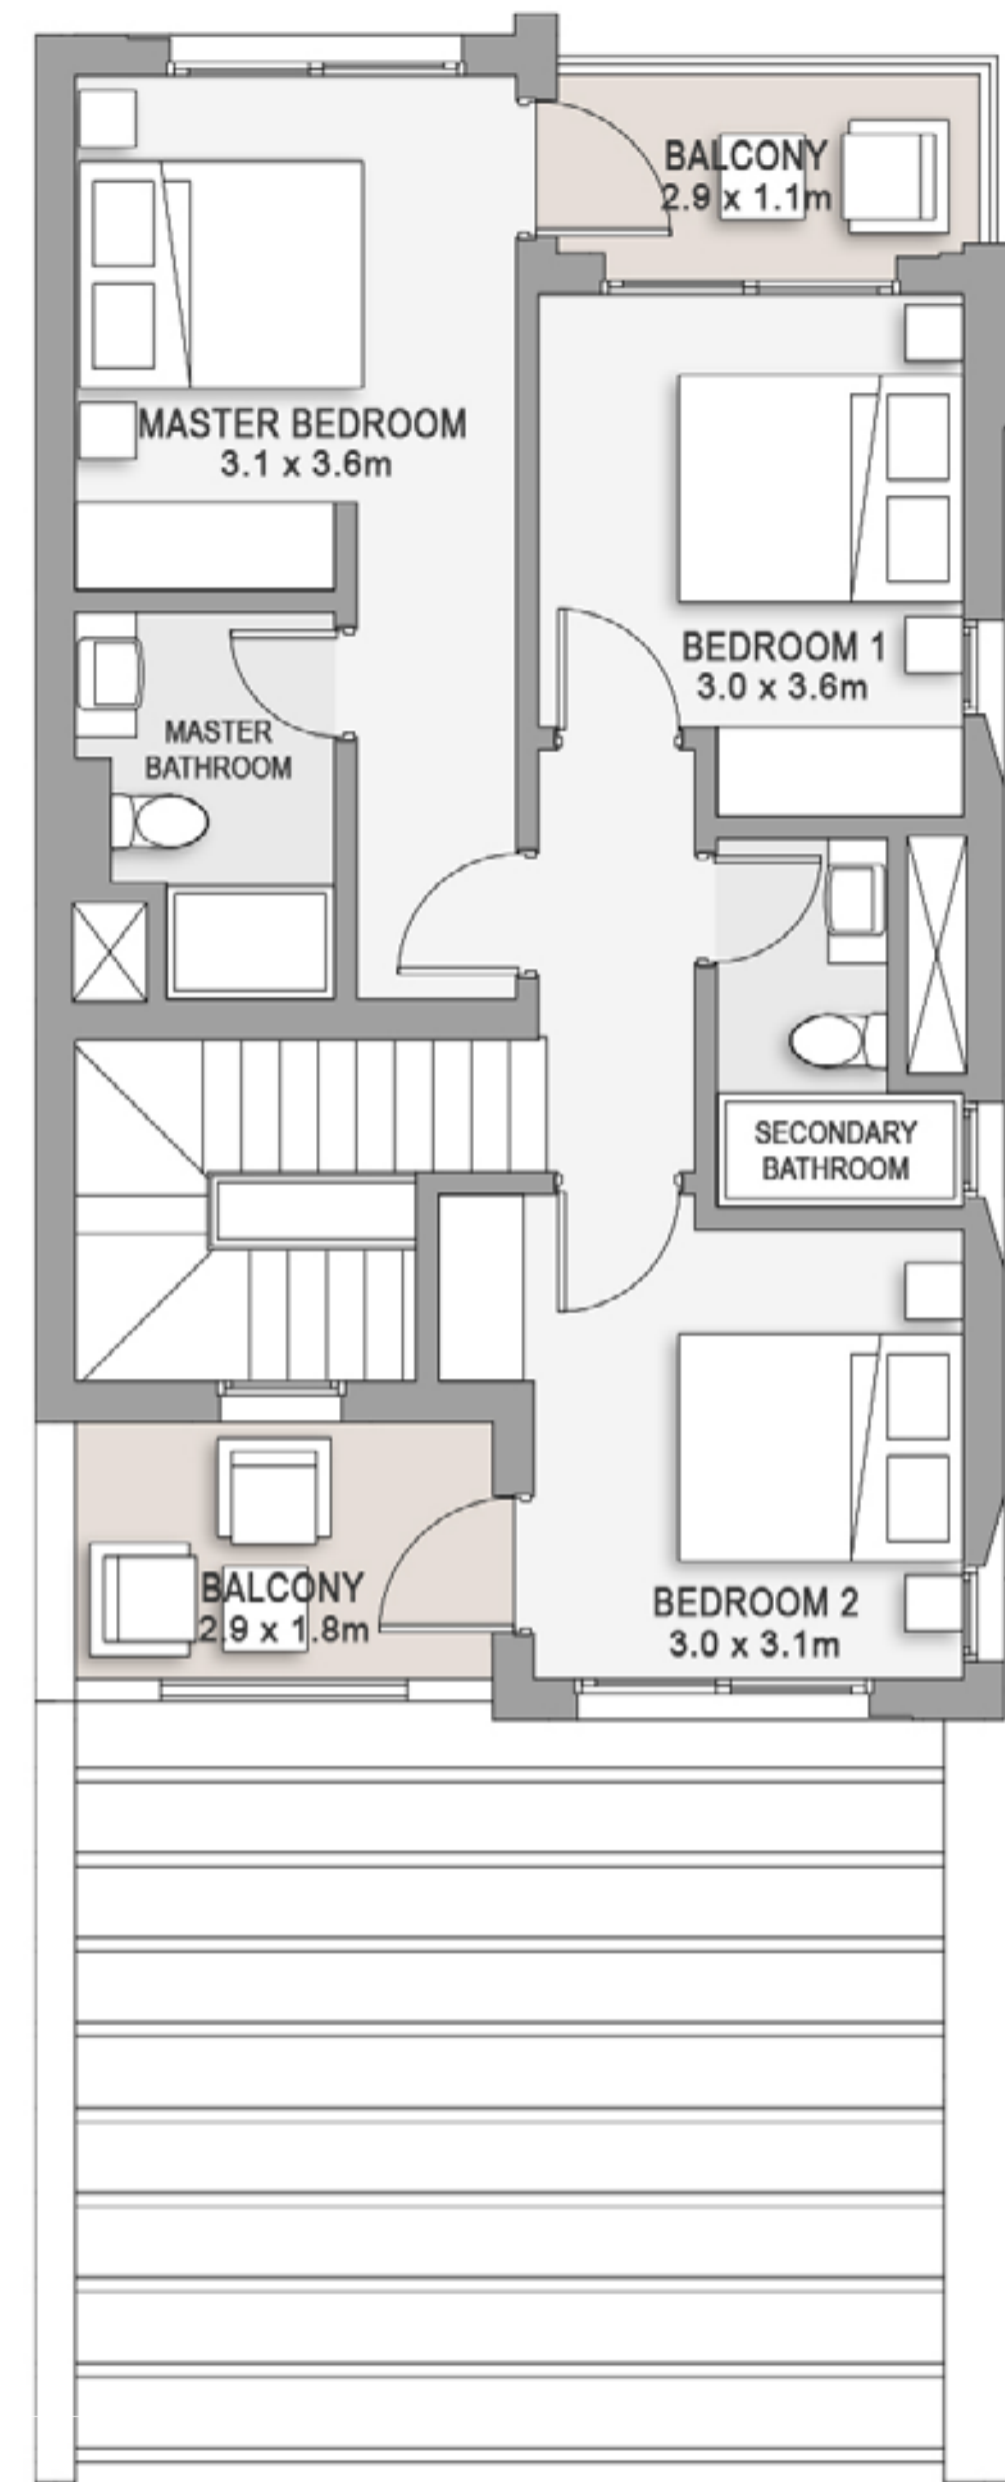 BALCONY
2.9 x 1.1m
MASTER BEDROOM
3.1 x 3.6m
BEDROOM 1
3.0 x 3.6m
MASTER
BATHROOM
SECONDARY
BATHROOM
BALCONY
2.9 x 1.8m
BEDROOM 2
3.0 x 3.1m